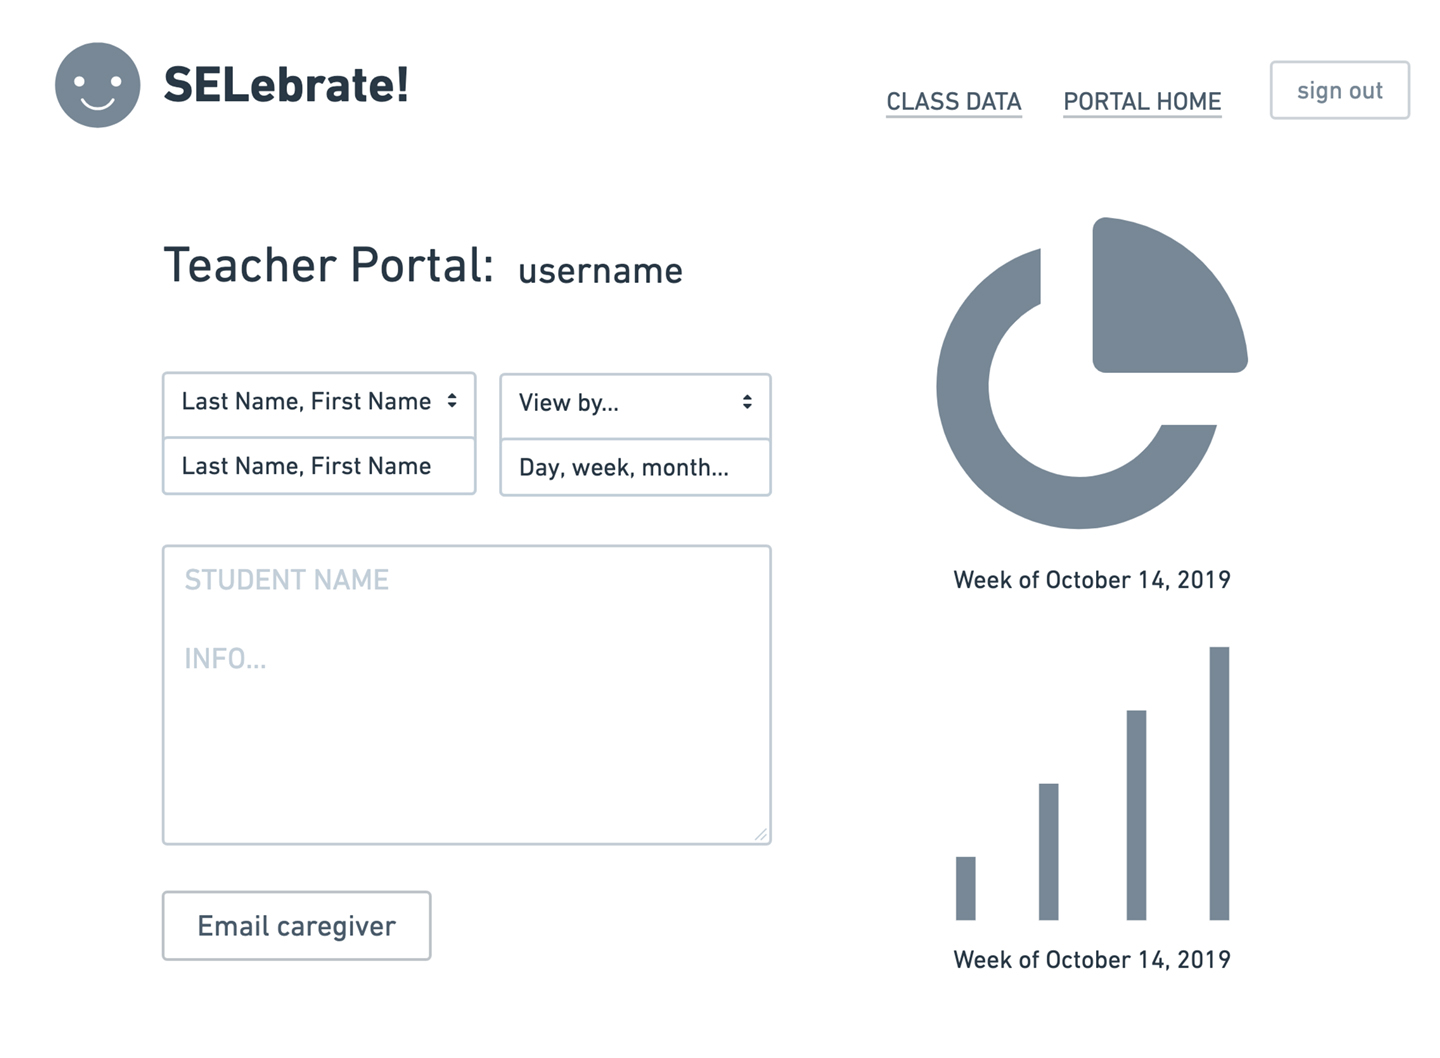 SELebrate!
CLASS DATA
PORTAL HOME
sign out
Teacher Portal: username
Last Name, First Name
View by...
Last Name, First Name
Day, week, month...
STUDENT NAME
INFO...
Email caregiver
Week of October 14, 2019
Week of October 14, 2019